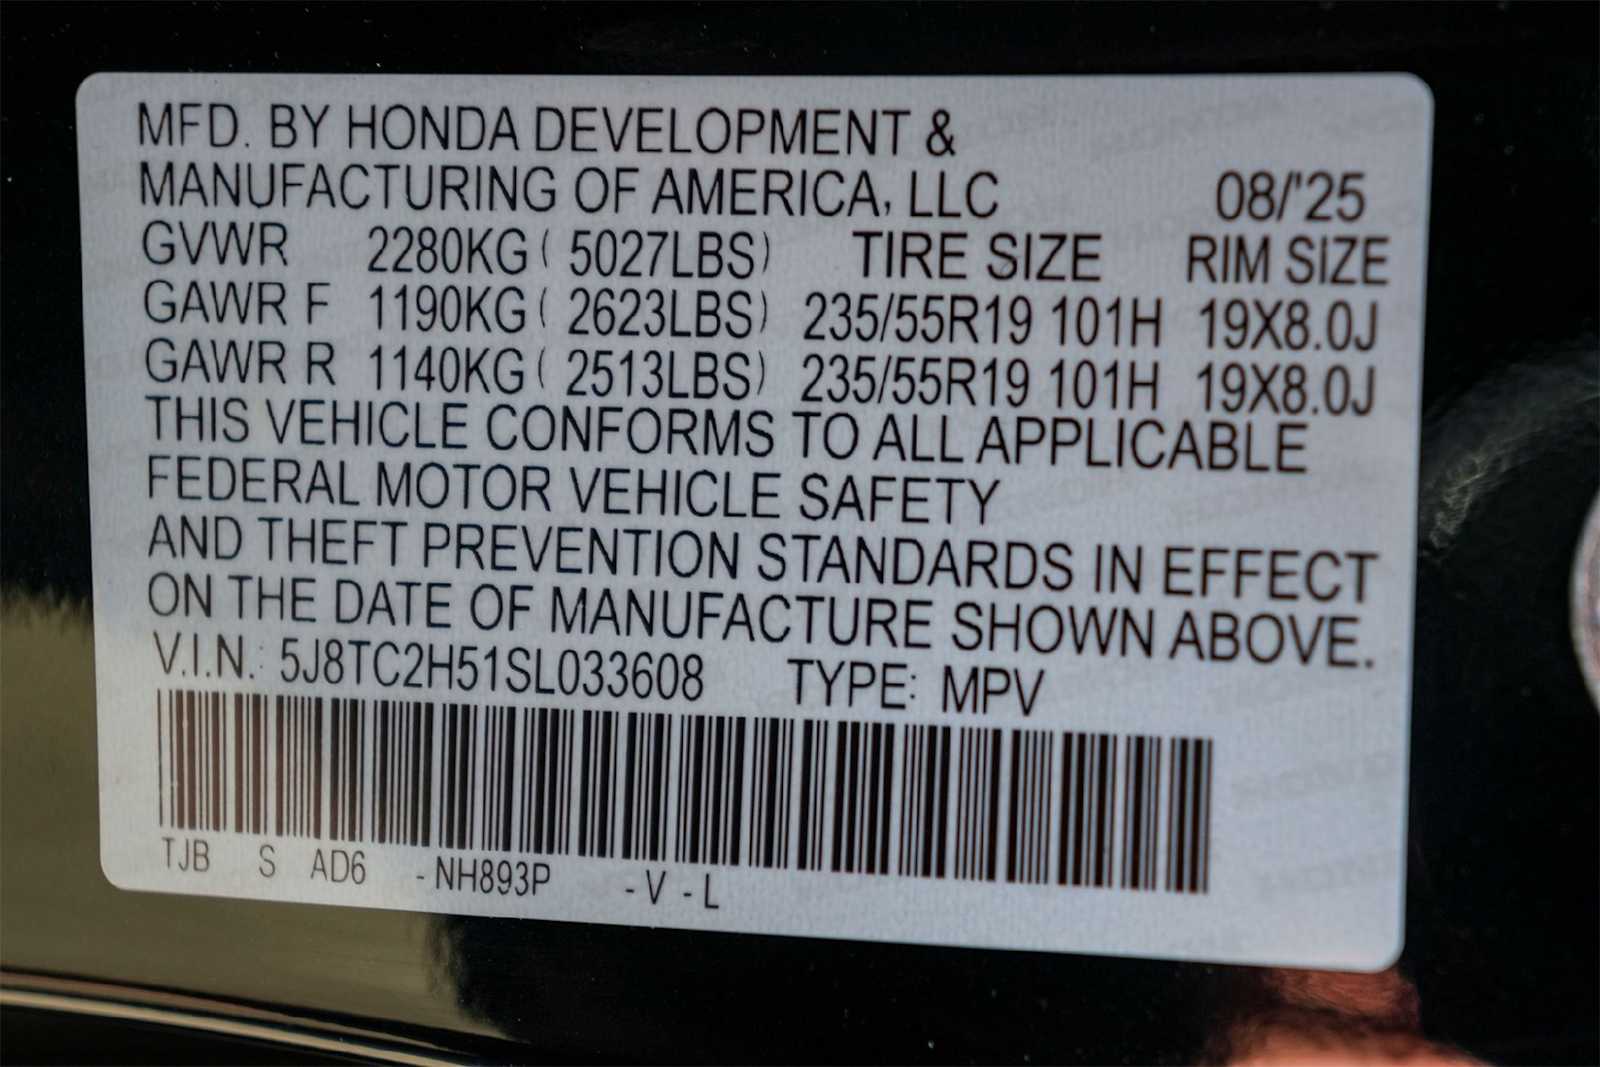 MFD. BY HONDA DEVELOPMENT &
MANUFACTURING OF AMERICA, LLC 08/'25
GVWR 2280KG ( 5027LBS) TIRE SIZE RIM SIZE
GAWR F 1190KG ( 2623LBS) 235/55R19 101H 19X8.0J
GAWR R 1140KG ( 2513LBS) 235/55R19 101H 19X8.0J
THIS VEHICLE CONFORMS TO ALL APPLICABLE
FEDERAL MOTOR VEHICLE SAFETY
AND THEFT PREVENTION STANDARDS IN EFFECT
ON THE DATE OF MANUFACTURE SHOWN ABOVE.
V.I.N.: 5J8TC2H51SL033608 TYPE: MPV
TJB S AD6 - NH893P - V - L